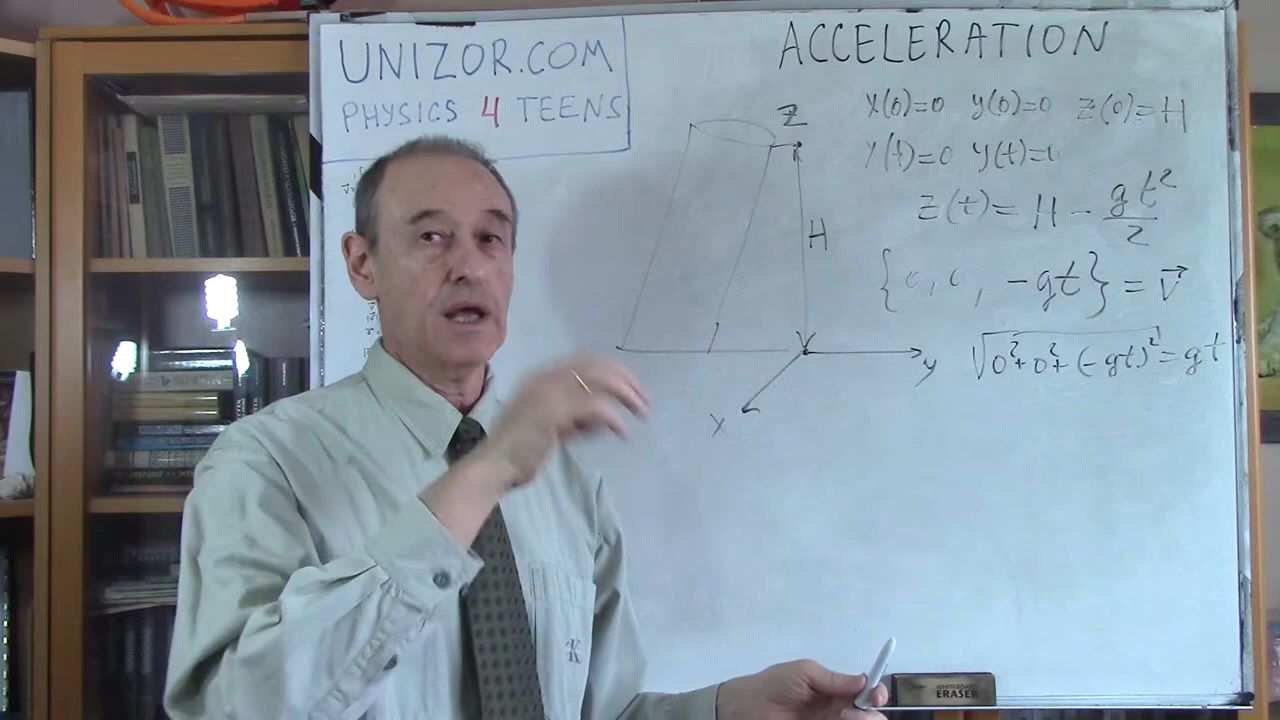 UNIZOR.COM
PHYSICS 4 TEENS
ACCELERATION
X(0)=0 y(0)=0 Z(0)=H
X(t)=0 y(t)=0
Z(t)=H-gt²/2
{0, 0, -gt}=V⃗
√0²+0²+(-gt)²=gt
Z
H
y
X
K
ERASER